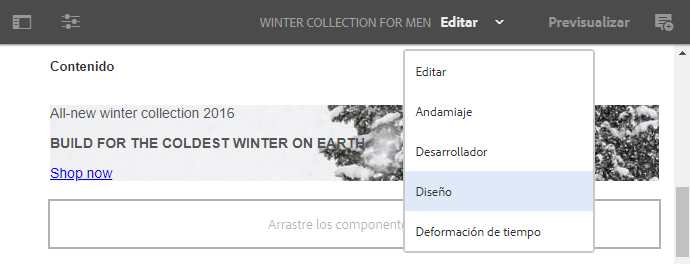 WINTER COLLECTION FOR MEN Editar Previsualizar
Contenido
Editar
Andamiaje
Desarrollador
Diseño
Deformación de tiempo
All-new winter collection 2016
BUILD FOR THE COLDEST WINTER ON EARTH
Shop now
Arrastre los componente